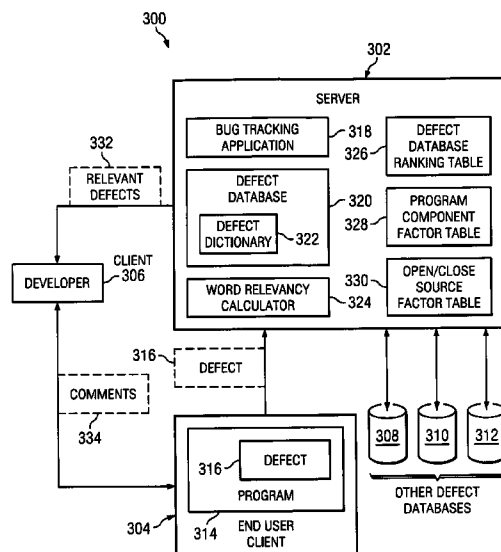 300
302
SERVER
BUG TRACKING
APPLICATION
318
DEFECT
DATABASE
RANKING TABLE
326
332
RELEVANT
DEFECTS
DEFECT
DATABASE
320
DEFECT
DICTIONARY
322
PROGRAM
COMPONENT
FACTOR TABLE
328
CLIENT
306
DEVELOPER
WORD RELEVANCY
CALCULATOR
324
330
OPEN/CLOSE
SOURCE
FACTOR TABLE
316
DEFECT
COMMENTS
334
308
310
312
OTHER DEFECT
DATABASES
316
DEFECT
PROGRAM
304
314
END USER
CLIENT